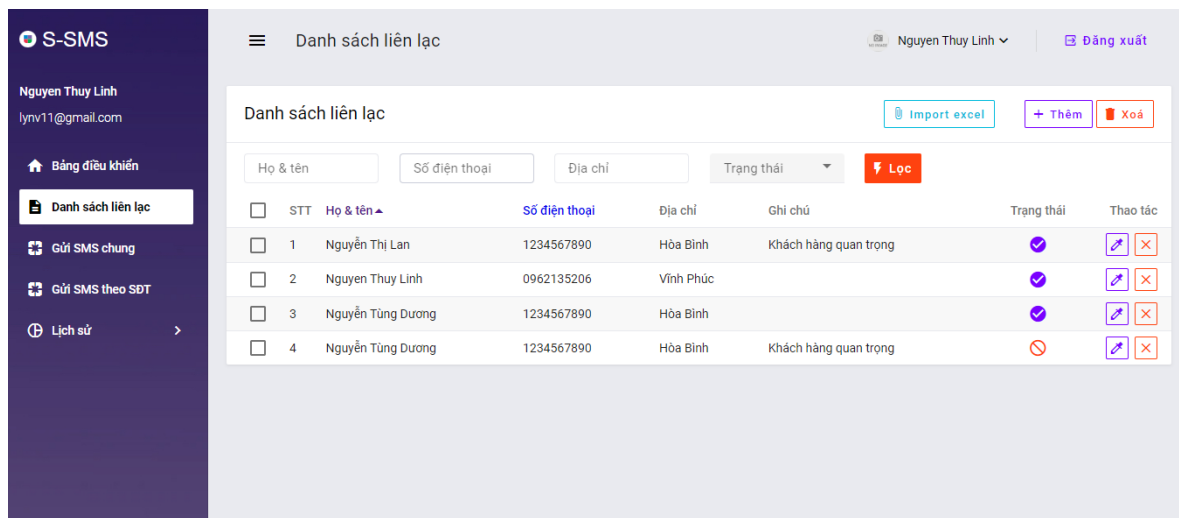 S-SMS
Danh sách liên lạc
Nguyen Thuy Linh
Đăng xuất
Nguyen Thuy Linh
lynv11@gmail.com
Bảng điều khiển
Danh sách liên lạc
Gửi SMS chung
Gửi SMS theo SĐT
Lịch sử
Danh sách liên lạc
Import excel
+ Thêm
Xoá
Họ & tên
Số điện thoại
Địa chỉ
Trạng thái
Lọc
STT Họ & tên Số điện thoại Địa chỉ Ghi chú Trạng thái Thao tác
1 Nguyễn Thị Lan 1234567890 Hòa Bình Khách hàng quan trọng
2 Nguyen Thuy Linh 0962135206 Vĩnh Phúc
3 Nguyễn Tùng Dương 1234567890 Hòa Bình
4 Nguyễn Tùng Dương 1234567890 Hòa Bình Khách hàng quan trọng